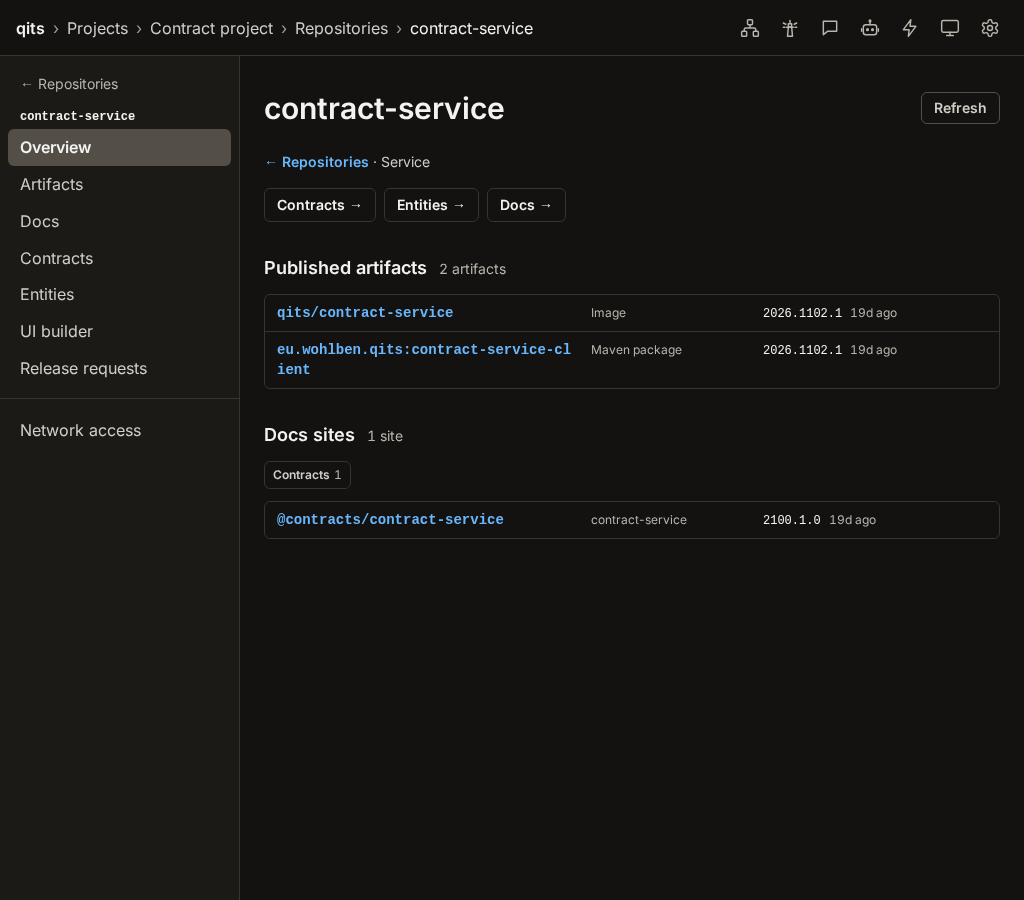 qits › Projects › Contract project › Repositories › contract-service
← Repositories
contract-service
Overview
Artifacts
Docs
Contracts
Entities
UI builder
Release requests
Network access
contract-service
Refresh
← Repositories · Service
Contracts →
Entities →
Docs →
Published artifacts 2 artifacts
qits/contract-service Image 2026.1102.1 19d ago
eu.wohlben.qits:contract-service-cl Maven package 2026.1102.1 19d ago
ient
Docs sites 1 site
Contracts 1
@contracts/contract-service contract-service 2100.1.0 19d ago